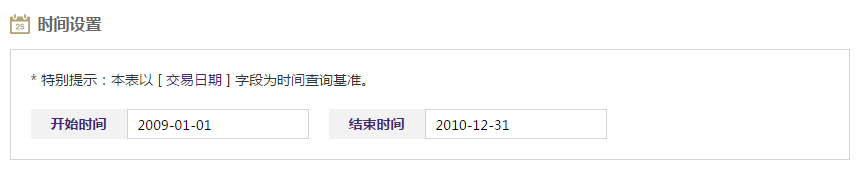 25 时间设置
* 特别提示：本表以 [ 交易日期 ] 字段为时间查询基准。
开始时间 2009-01-01 结束时间 2010-12-31